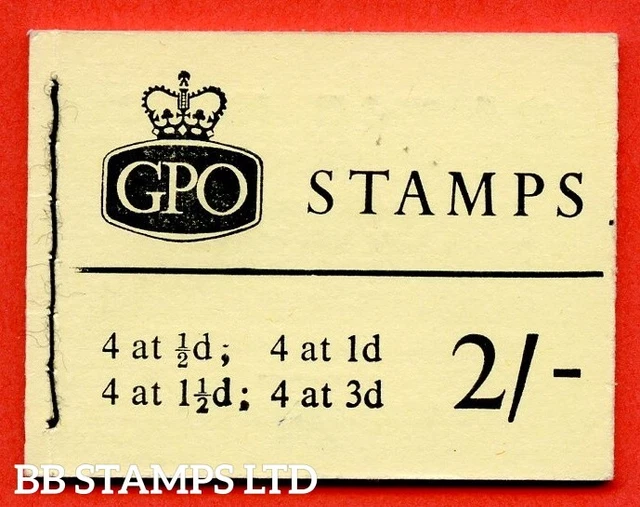 GPO STAMPS
4 at ½d; 4 at 1d
4 at 1½d; 4 at 3d
2/-
BB STAMPS LTD